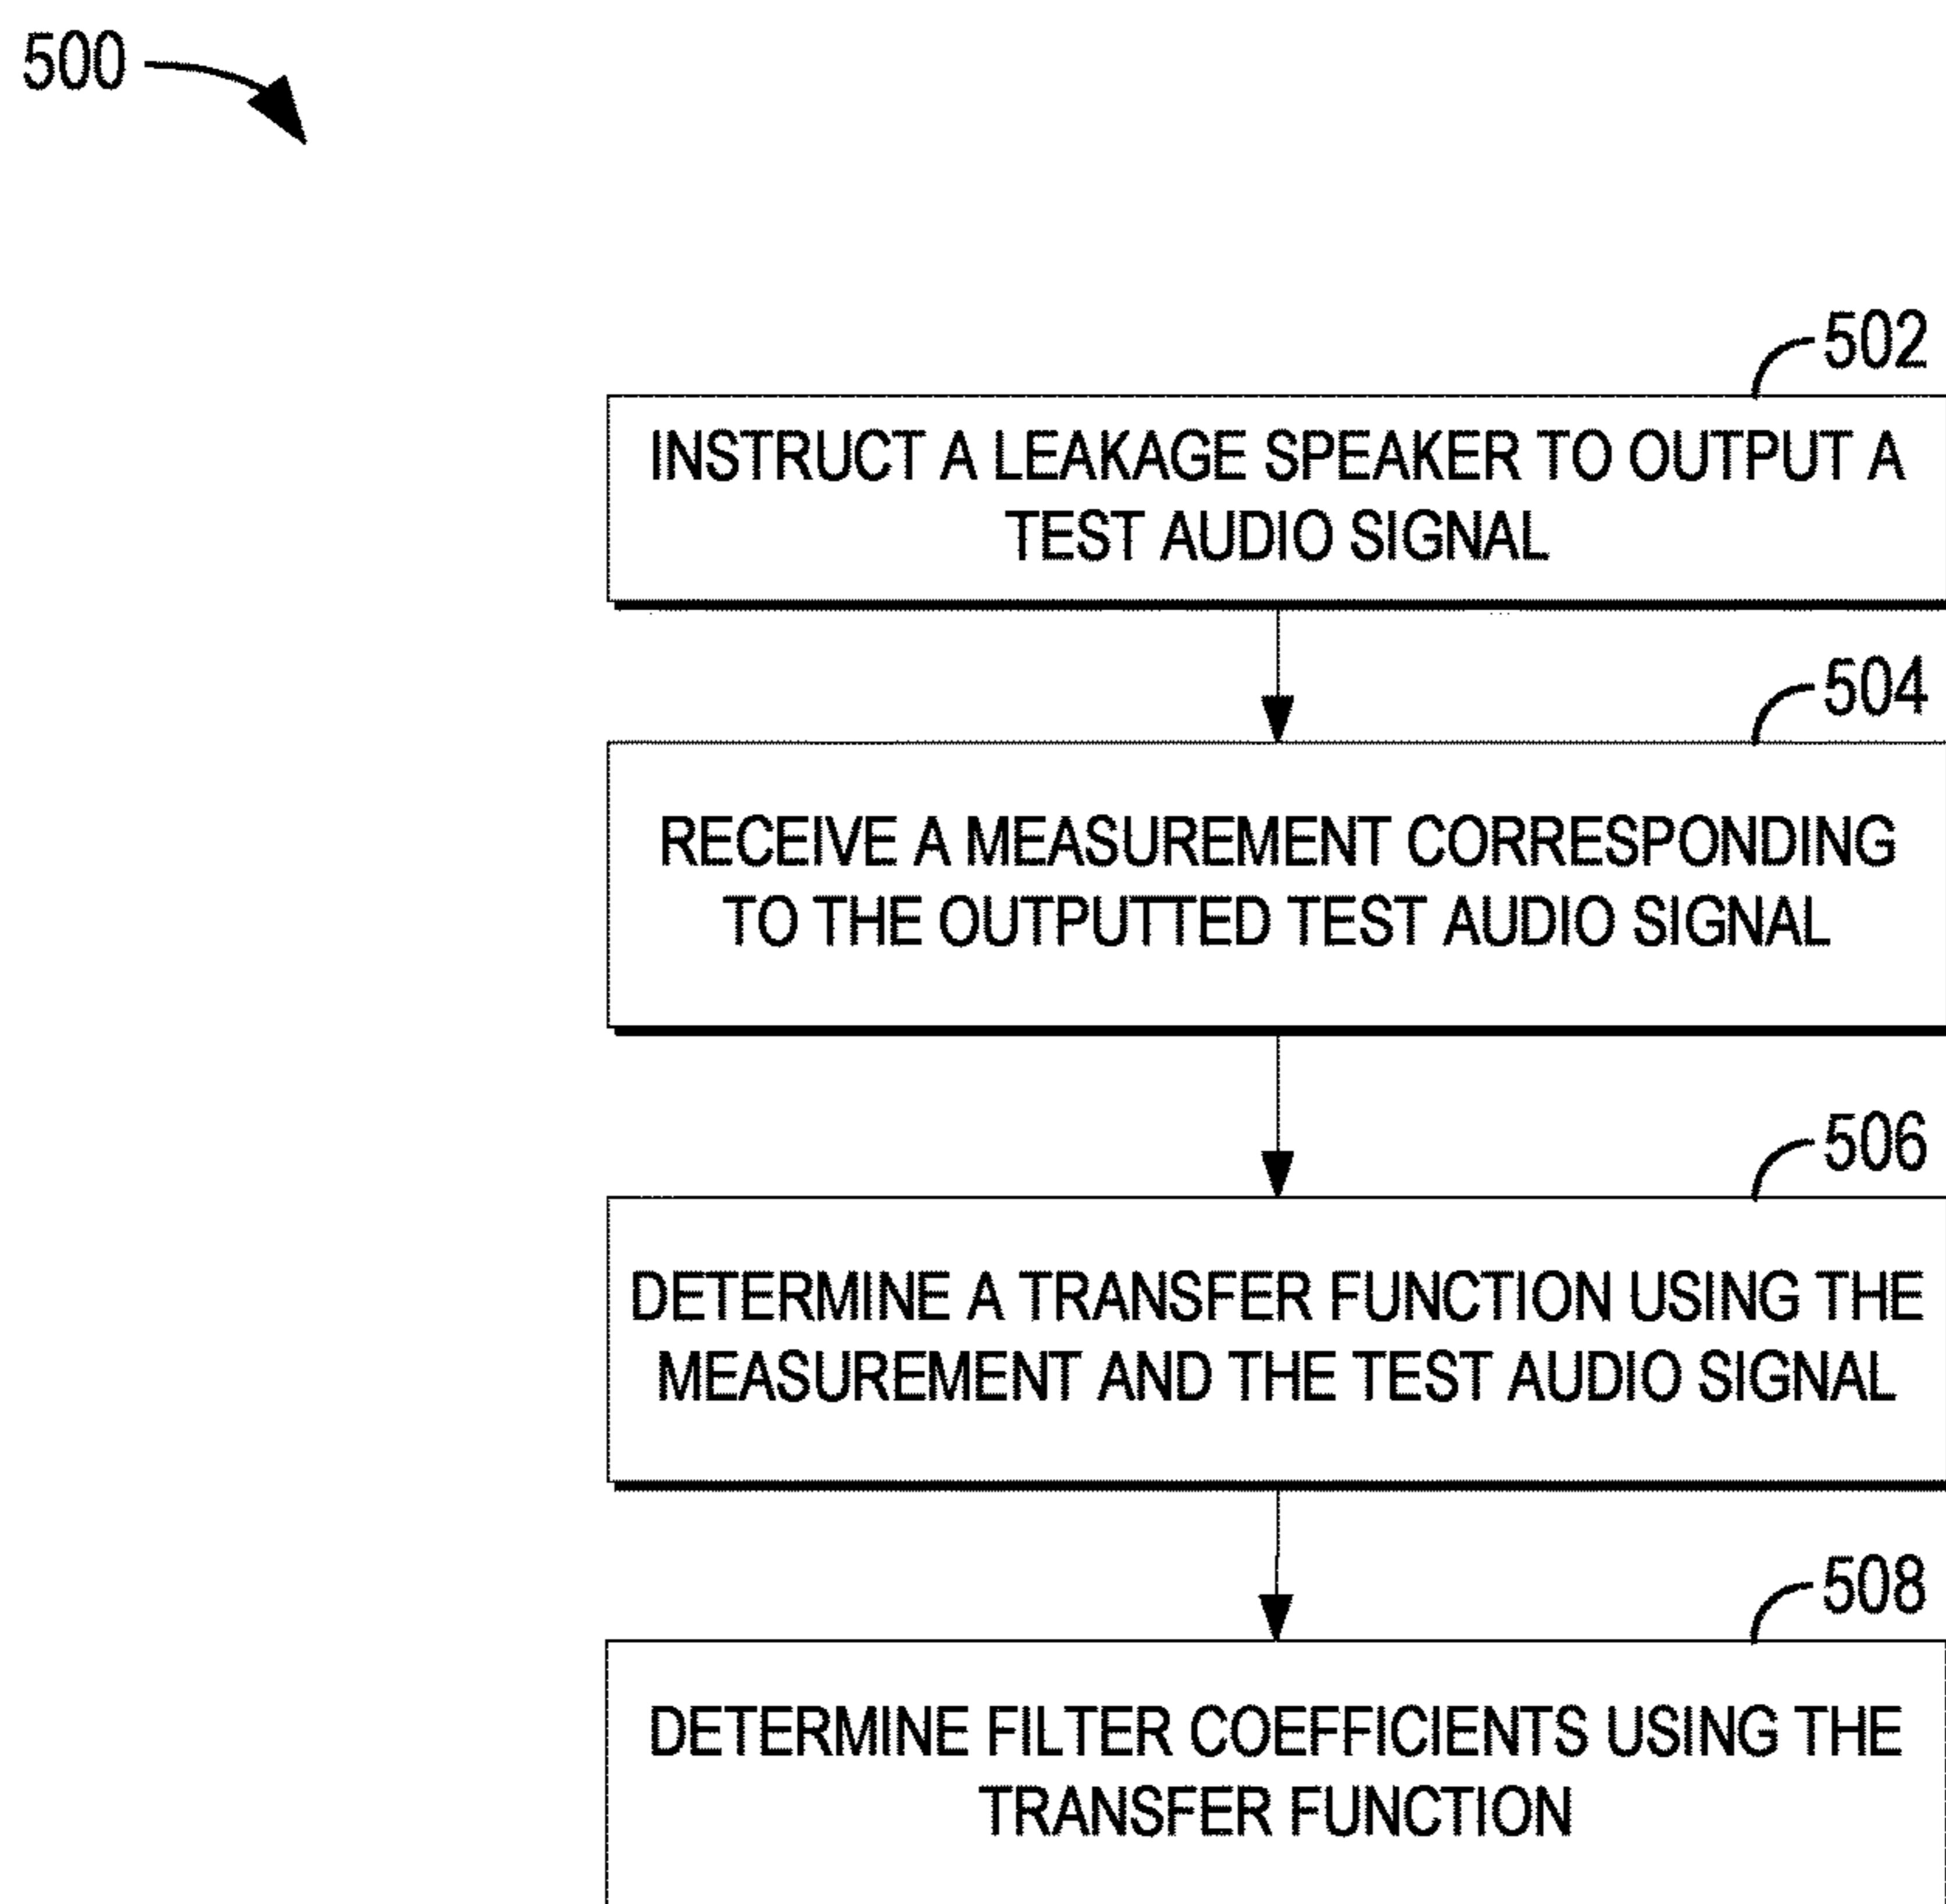 500
502
INSTRUCT A LEAKAGE SPEAKER TO OUTPUT A
TEST AUDIO SIGNAL
504
RECEIVE A MEASUREMENT CORRESPONDING
TO THE OUTPUTTED TEST AUDIO SIGNAL
506
DETERMINE A TRANSFER FUNCTION USING THE
MEASUREMENT AND THE TEST AUDIO SIGNAL
508
DETERMINE FILTER COEFFICIENTS USING THE
TRANSFER FUNCTION